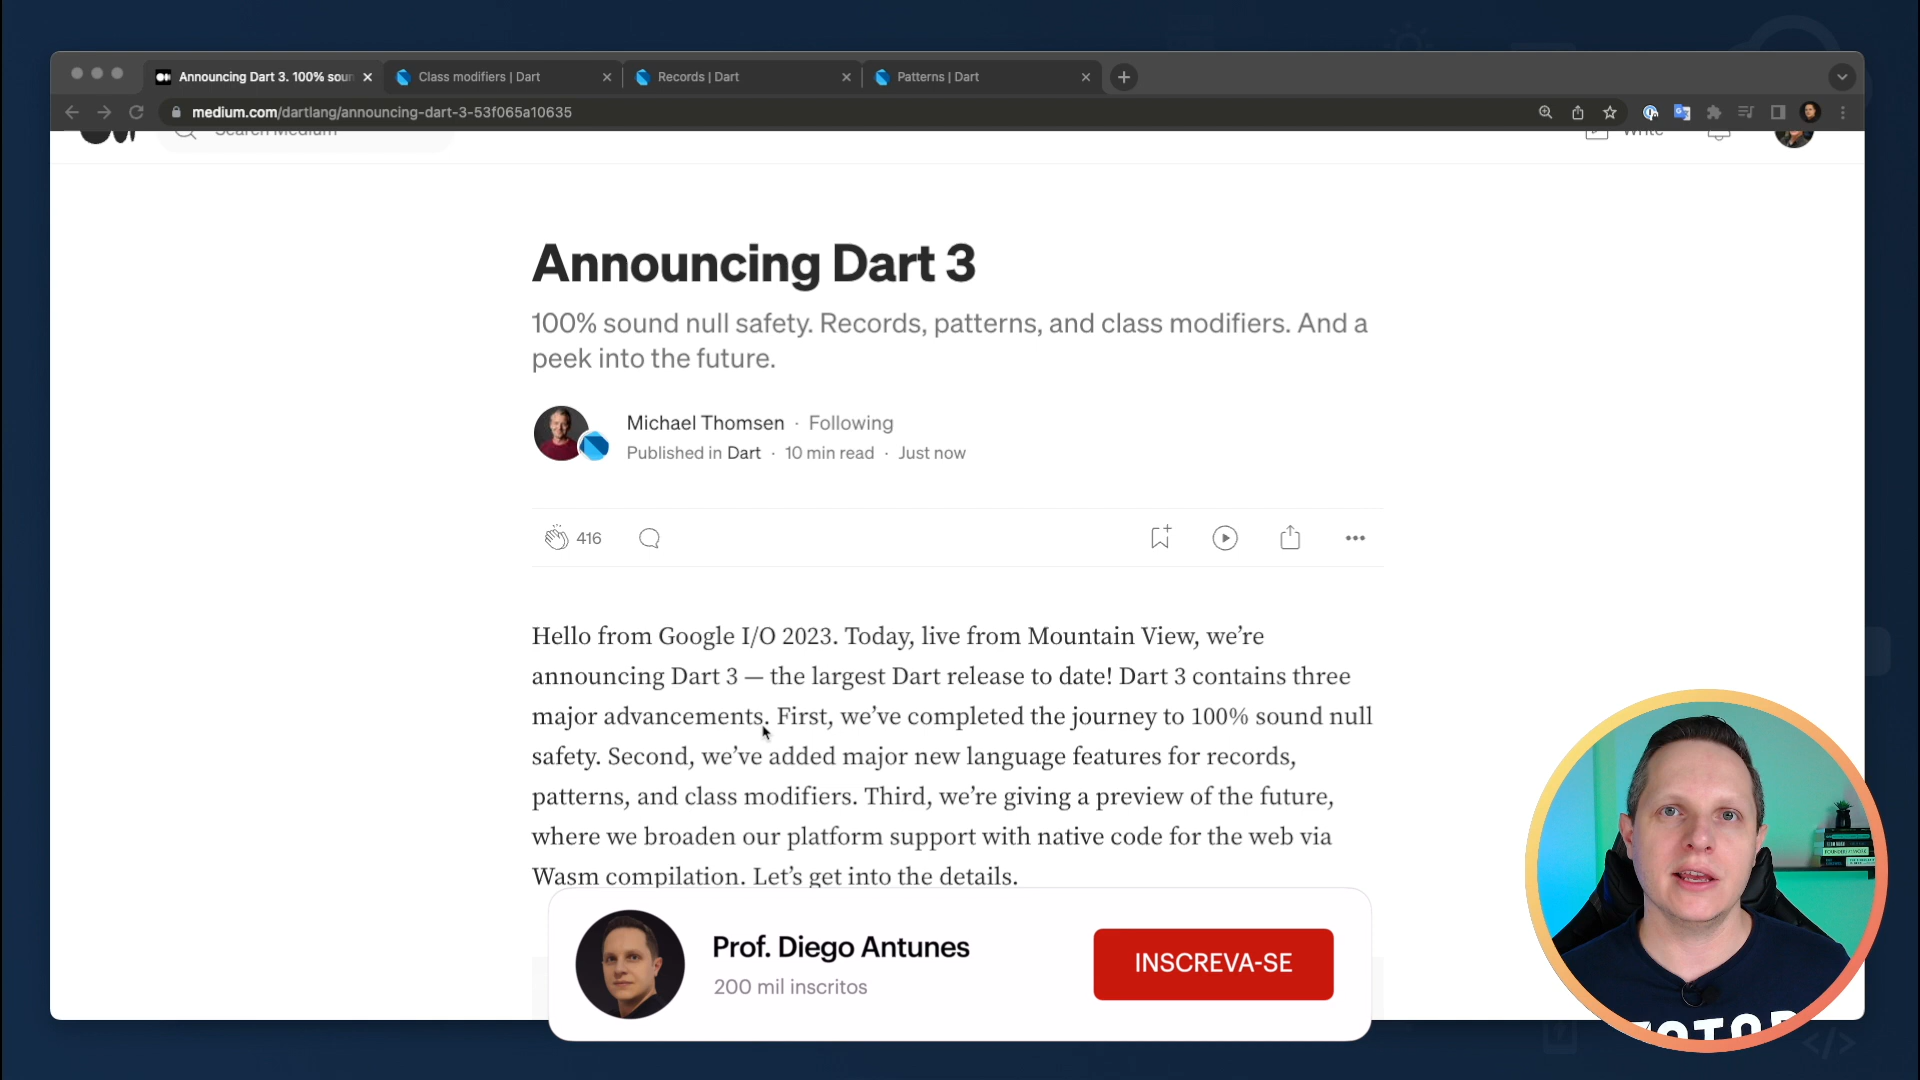 Announcing Dart 3. 100% soun
Class modifiers | Dart
Records | Dart
Patterns | Dart
medium.com/dartlang/announcing-dart-3-53f065a10635
Search Medium
Write
Announcing Dart 3
100% sound null safety. Records, patterns, and class modifiers. And a
peek into the future.
Michael Thomsen · Following
Published in Dart · 10 min read · Just now
416
Hello from Google I/O 2023. Today, live from Mountain View, we’re
announcing Dart 3 — the largest Dart release to date! Dart 3 contains three
major advancements. First, we’ve completed the journey to 100% sound null
safety. Second, we’ve added major new language features for records,
patterns, and class modifiers. Third, we’re giving a preview of the future,
where we broaden our platform support with native code for the web via
Wasm compilation. Let’s get into the details.
Prof. Diego Antunes
200 mil inscritos
INSCREVA-SE